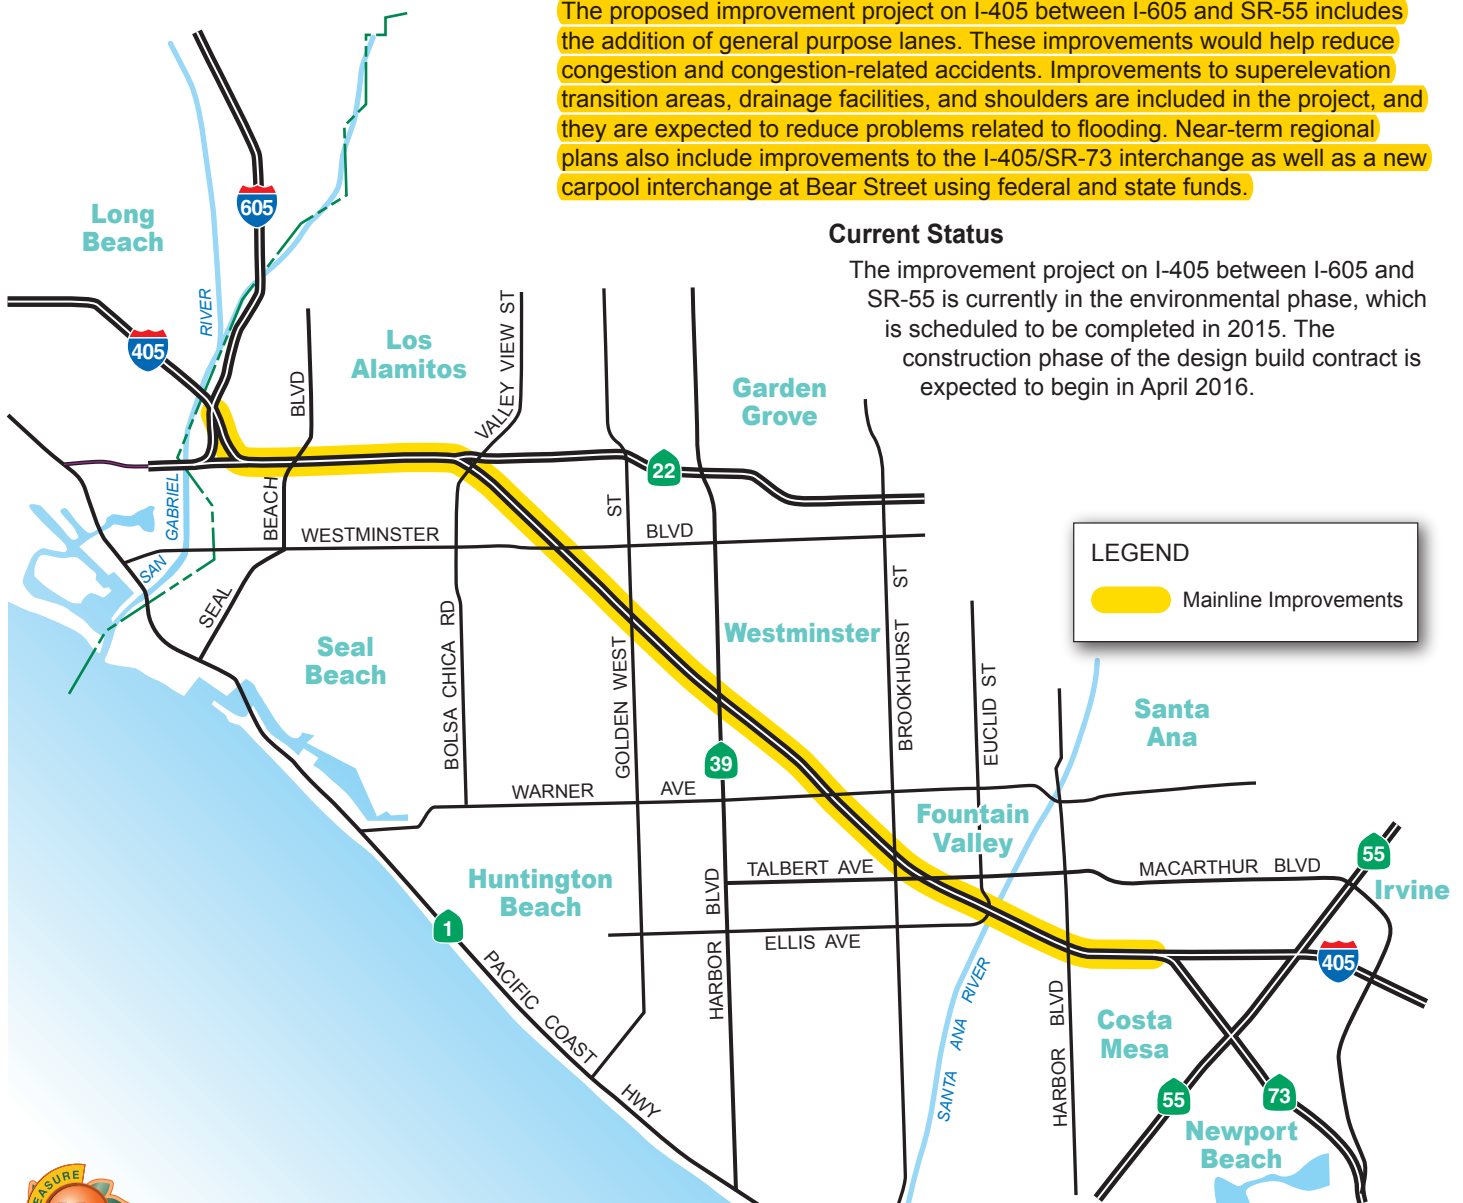 The proposed improvement project on I-405 between I-605 and SR-55 includes
the addition of general purpose lanes. These improvements would help reduce
congestion and congestion-related accidents. Improvements to superelevation
transition areas, drainage facilities, and shoulders are included in the project, and
they are expected to reduce problems related to flooding. Near-term regional
plans also include improvements to the I-405/SR-73 interchange as well as a new
carpool interchange at Bear Street using federal and state funds.
Current Status
The improvement project on I-405 between I-605 and
SR-55 is currently in the environmental phase, which
is scheduled to be completed in 2015. The
construction phase of the design build contract is
expected to begin in April 2016.
605
Long
Beach
RIVER
405
Los
Alamitos
VALLEY VIEW ST
BLVD
Garden
Grove
22
ST
BEACH
SAN
GABRIEL
WESTMINSTER
BLVD
SEAL
LEGEND
Mainline Improvements
Seal
Beach
BOLSA CHICA RD
GOLDEN WEST
Westminster
BROOKHURST
ST
EUCLID ST
Santa
Ana
39
WARNER
AVE
Fountain
Valley
TALBERT AVE
MACARTHUR BLVD
55
Irvine
Huntington
Beach
1
BLVD
HARBOR
ELLIS AVE
405
PACIFIC COAST
HWY
SANTA ANA RIVER
HARBOR BLVD
Costa
Mesa
55
73
Newport
Beach
EASURE